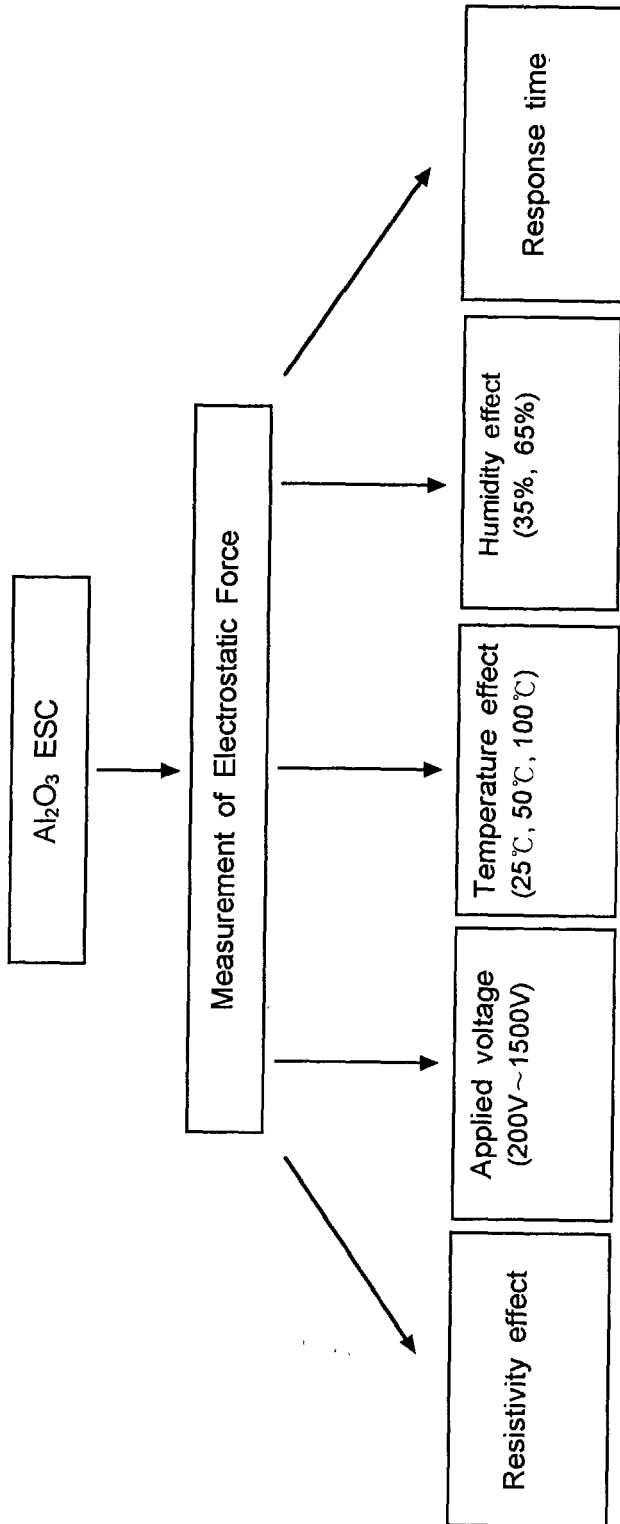 Al₂O₃ ESC
Measurement of Electrostatic Force
Resistivity effect
Applied voltage
(200V~1500V)
Temperature effect
(25℃, 50℃, 100℃)
Humidity effect
(35%, 65%)
Response time